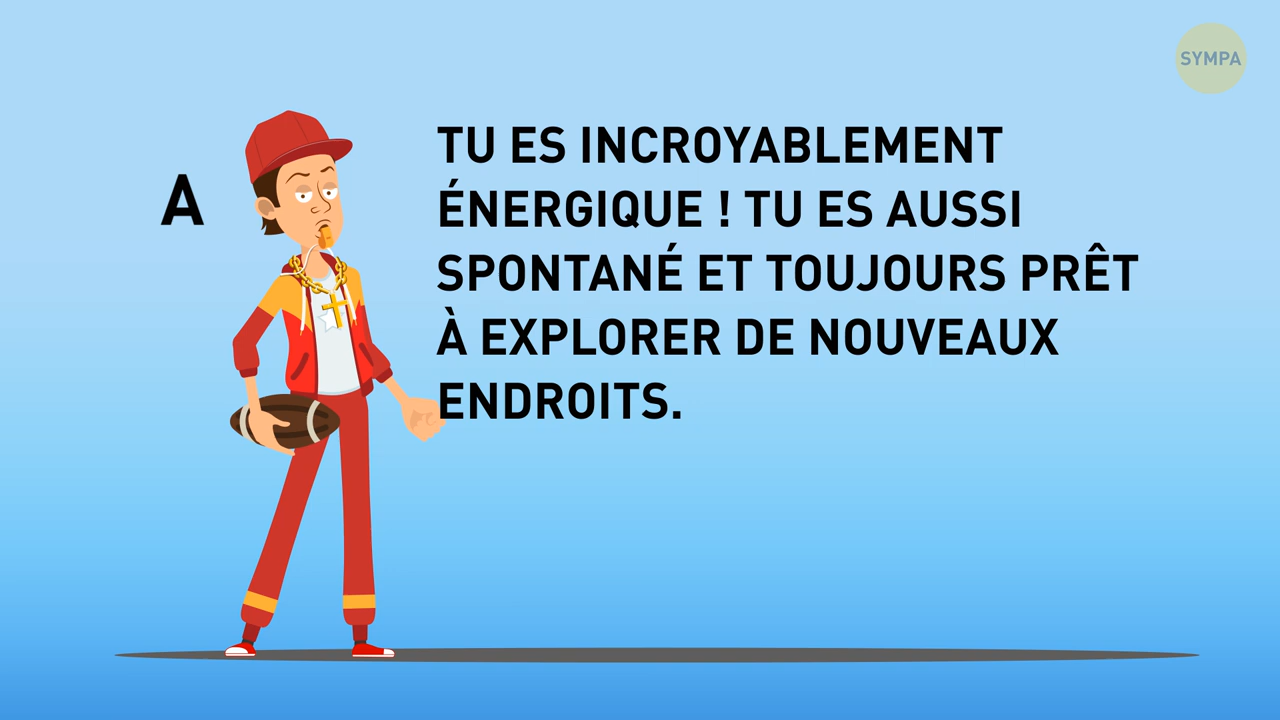 SYMPA
A
TU ES INCROYABLEMENT
ÉNERGIQUE ! TU ES AUSSI
SPONTANÉ ET TOUJOURS PRÊT
À EXPLORER DE NOUVEAUX
ENDROITS.